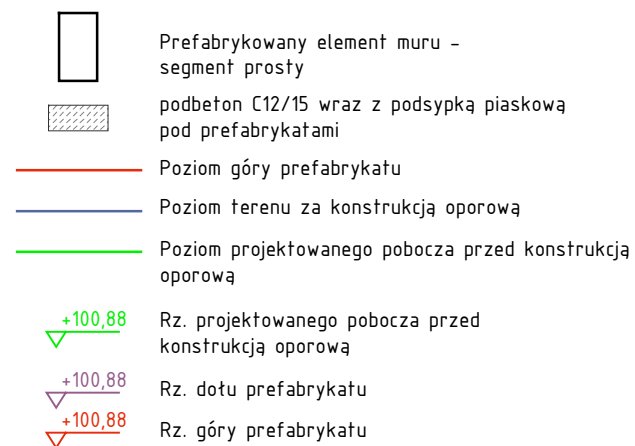 Prefabrykowany element muru -
segment prosty
podbeton C12/15 wraz z podsypką piaskową
pod prefabrykatami
Poziom góry prefabrykatu
Poziom terenu za konstrukcją oporową
Poziom projektowanego pobocza przed konstrukcją
oporową
+100,88 Rz. projektowanego pobocza przed
konstrukcją oporową
+100,88 Rz. dołu prefabrykatu
+100,88 Rz. góry prefabrykatu